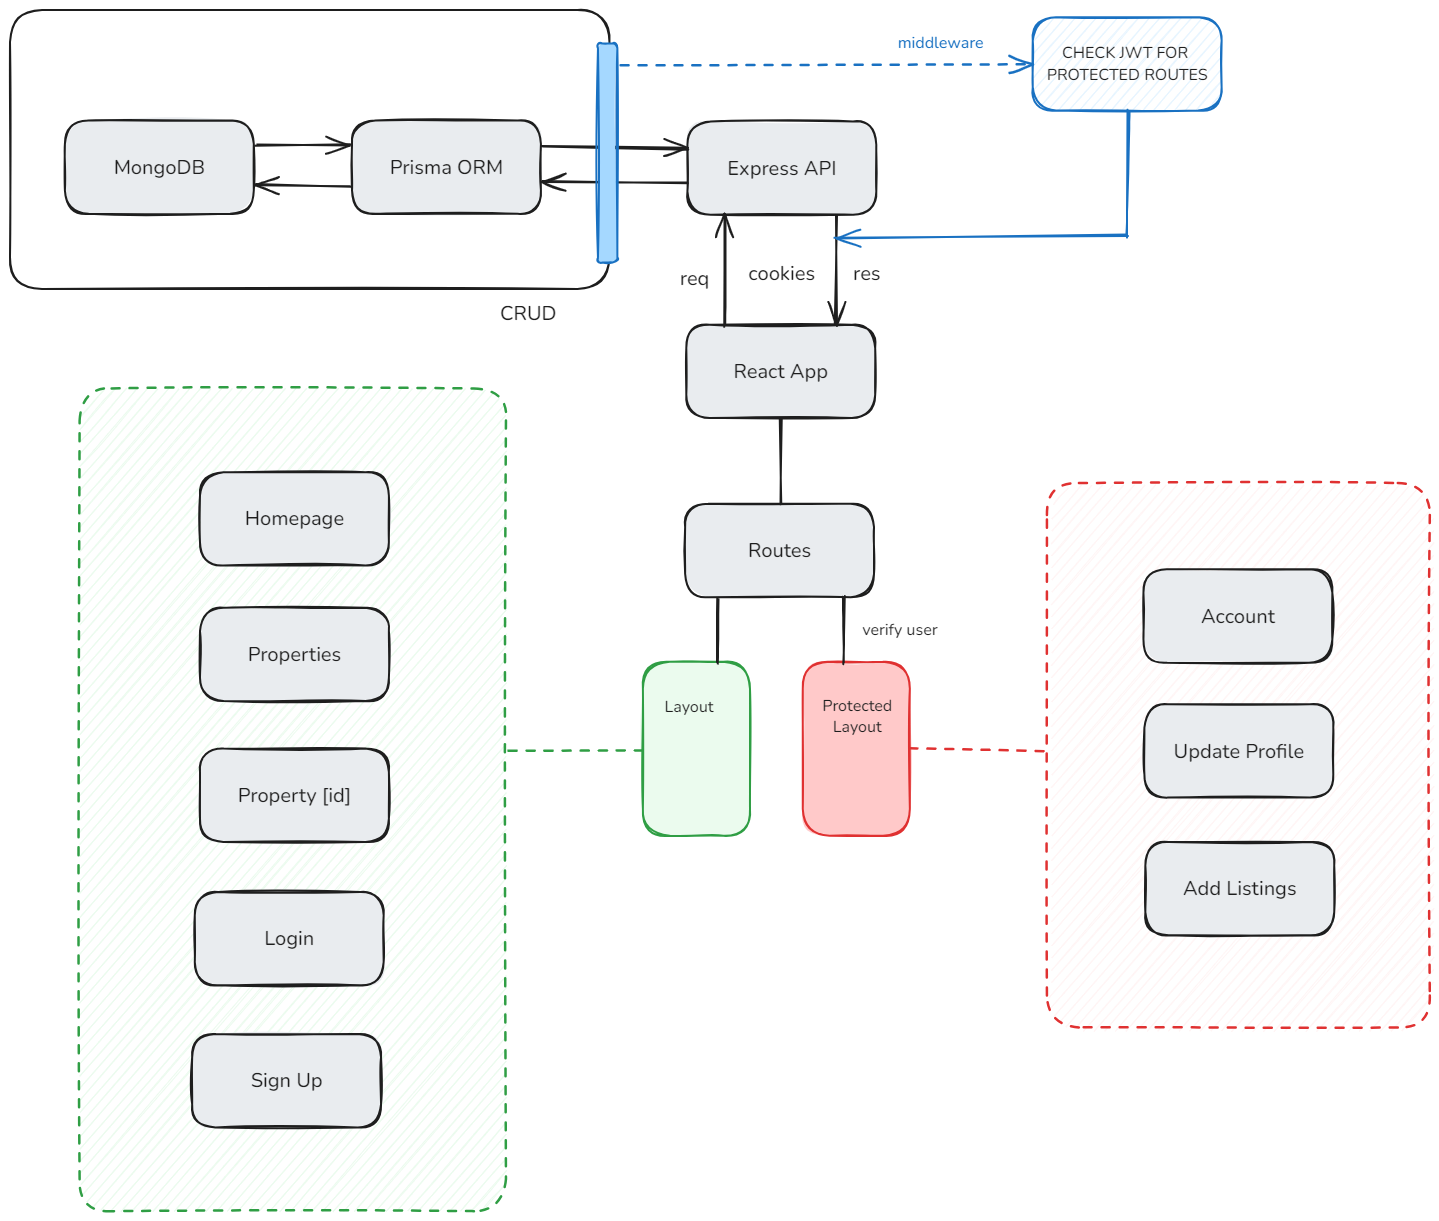 middleware
CHECK JWT FOR
PROTECTED ROUTES
MongoDB
Prisma ORM
Express API
req
cookies
res
CRUD
React App
Routes
verify user
Layout
Protected
Layout
Homepage
Properties
Property [id]
Login
Sign Up
Account
Update Profile
Add Listings